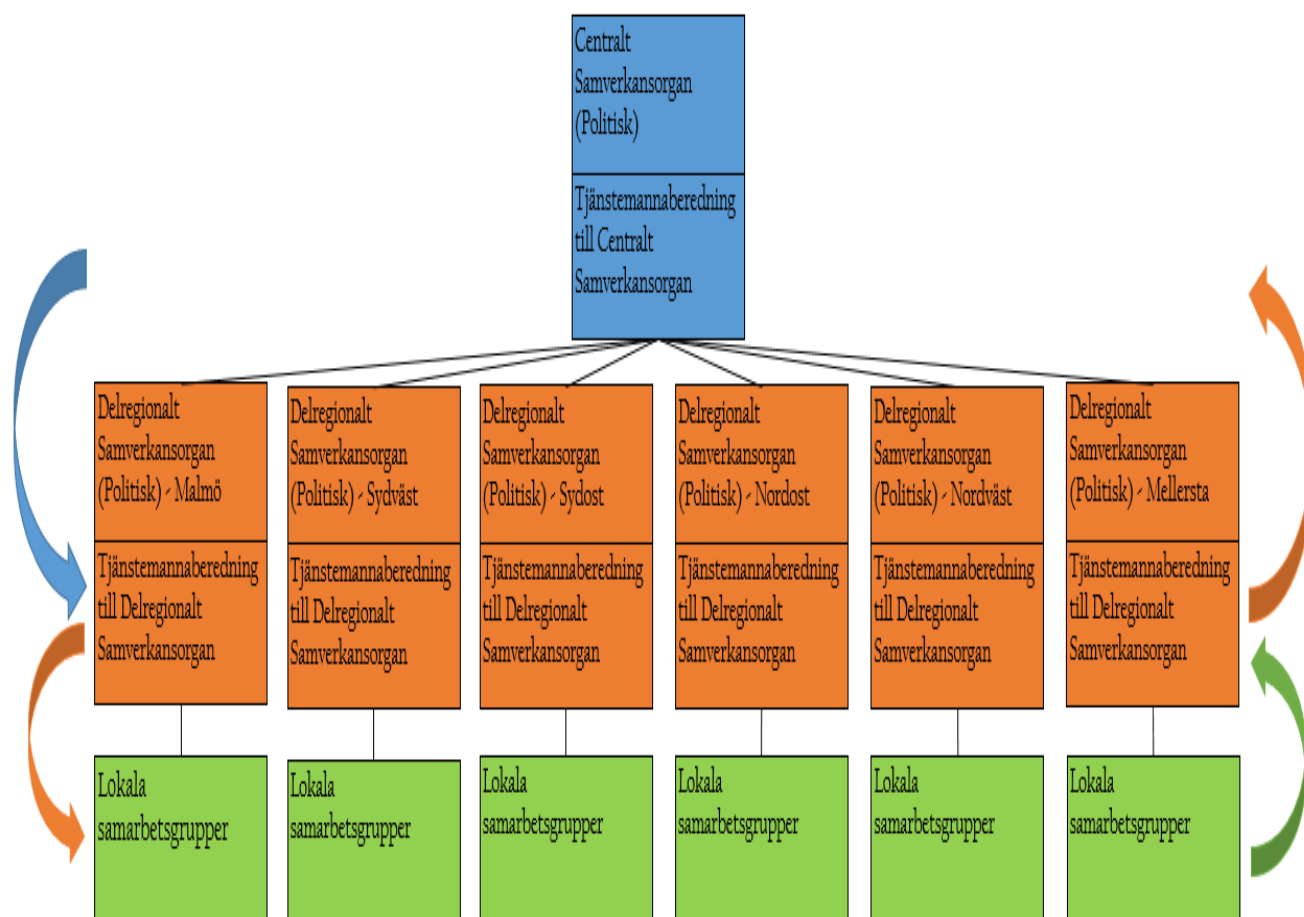 Centralt
Samverkansorgan
(Politisk)
Tjänstemannaberedning
till Centralt
Samverkansorgan
Delregionalt
Samverkansorgan
(Politisk) - Malmö
Tjänstemannaberedning
till Delregionalt
Samverkansorgan
Lokala
samarbetsgrupper
Delregionalt
Samverkansorgan
(Politisk) - Sydväst
Tjänstemannaberedning
till Delregionalt
Samverkansorgan
Lokala
samarbetsgrupper
Delregionalt
Samverkansorgan
(Politisk) - Sydost
Tjänstemannaberedning
till Delregionalt
Samverkansorgan
Lokala
samarbetsgrupper
Delregionalt
Samverkansorgan
(Politisk) - Nordost
Tjänstemannaberedning
till Delregionalt
Samverkansorgan
Lokala
samarbetsgrupper
Delregionalt
Samverkansorgan
(Politisk) - Nordväst
Tjänstemannaberedning
till Delregionalt
Samverkansorgan
Lokala
samarbetsgrupper
Delregionalt
Samverkansorgan
(Politisk) - Mellersta
Tjänstemannaberedning
till Delregionalt
Samverkansorgan
Lokala
samarbetsgrupper